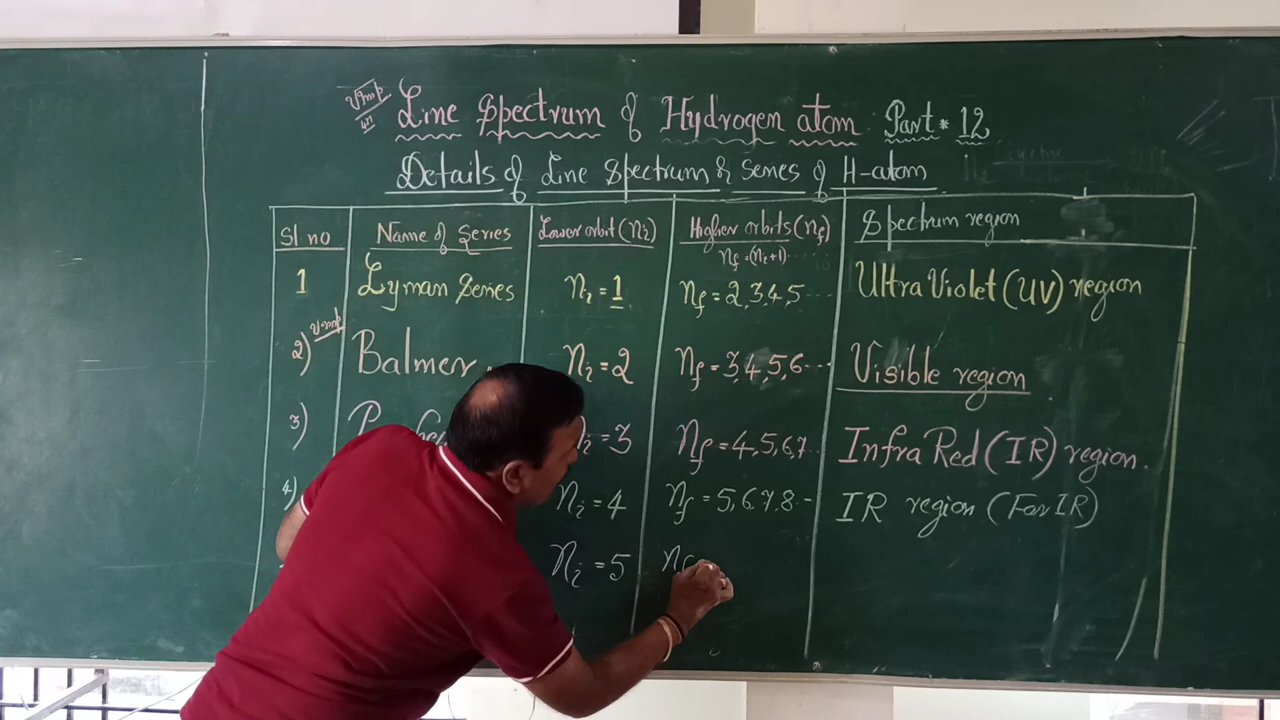 Vimp
Line Spectrum of Hydrogen atom Part * 12
Details of Line Spectrum & Series of H-atom
Sl no Name of Series Lower orbit (ni) Higher orbits (nf) Spectrum region
nf = (ni+1)
1 Lyman Series ni = 1 nf = 2,3,4,5 ---- Ultra Violet (UV) region
Vimp
2) Balmer ni = 2 nf = 3,4,5,6 --- Visible region
3) ni = 3 nf = 4,5,6,7 -- Infra Red (IR) region.
4) ni = 4 nf = 5,6,7,8 -- IR region (Far IR)
ni = 5 nf